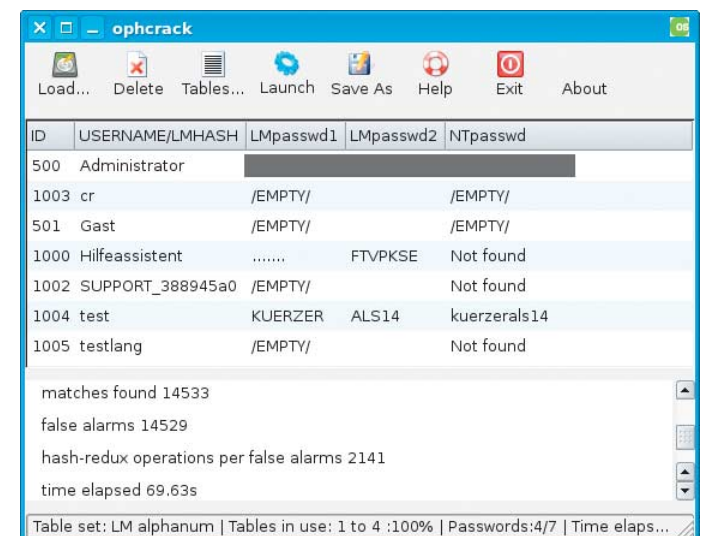 ophcrack
Load... Delete Tables... Launch Save As Help Exit About
ID USERNAME/LMHASH LMpasswd1 LMpasswd2 NTpasswd
500 Administrator
1003 cr /EMPTY/ /EMPTY/
501 Gast /EMPTY/ /EMPTY/
1000 Hilfeassistent ....... FTVPKSE Not found
1002 SUPPORT_388945a0 /EMPTY/ Not found
1004 test KUERZER ALS14 kuerzerals14
1005 testlang /EMPTY/ Not found
matches found 14533
false alarms 14529
hash-redux operations per false alarms 2141
time elapsed 69.63s
Table set: LM alphanum | Tables in use: 1 to 4 :100% | Passwords:4/7 | Time elaps...